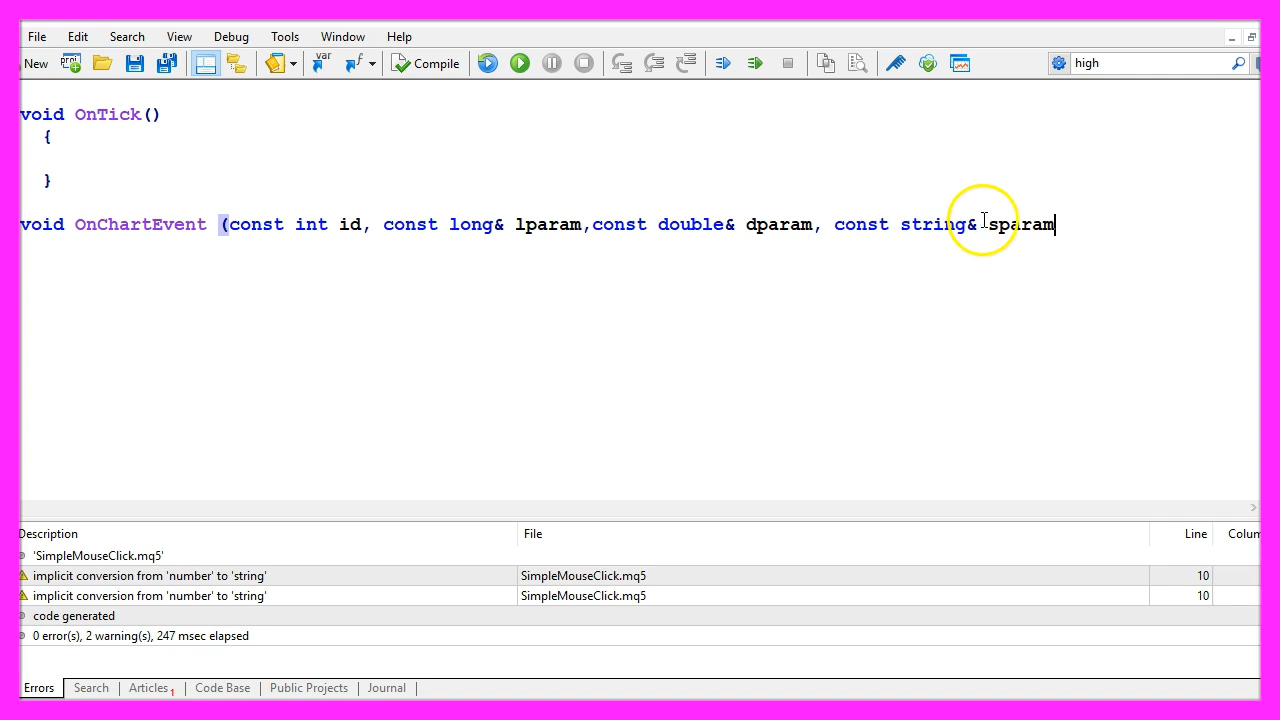 File Edit Search View Debug Tools Window Help
New Compile high
void OnTick()
{
}
void OnChartEvent (const int id, const long& lparam,const double& dparam, const string& sparam
Description File Line Colum
'SimpleMouseClick.mq5'
implicit conversion from 'number' to 'string' SimpleMouseClick.mq5 10
implicit conversion from 'number' to 'string' SimpleMouseClick.mq5 10
code generated
0 error(s), 2 warning(s), 247 msec elapsed
Errors Search Articles 1 Code Base Public Projects Journal